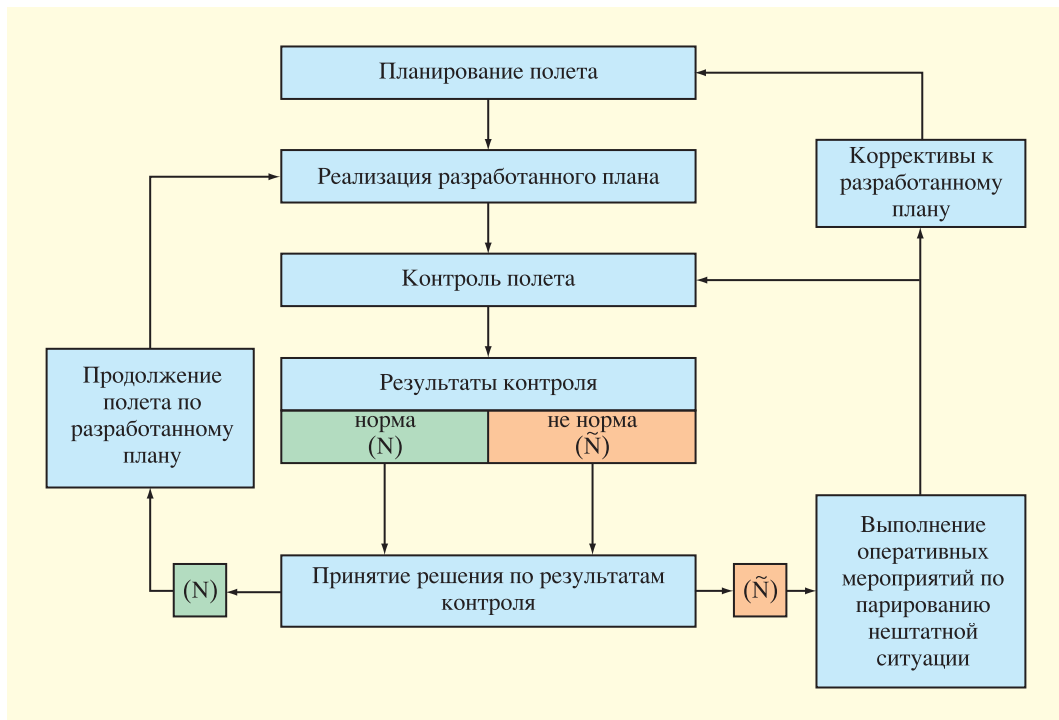 Планирование полета
Реализация разработанного плана
Коррективы к
разработанному
плану
Контроль полета
Продолжение
полета по
разработанному
плану
Результаты контроля
норма
(N)
не норма
(Ñ)
Принятие решения по результатам
контроля
(N)
(Ñ)
Выполнение
оперативных
мероприятий по
парированию
нештатной
ситуации